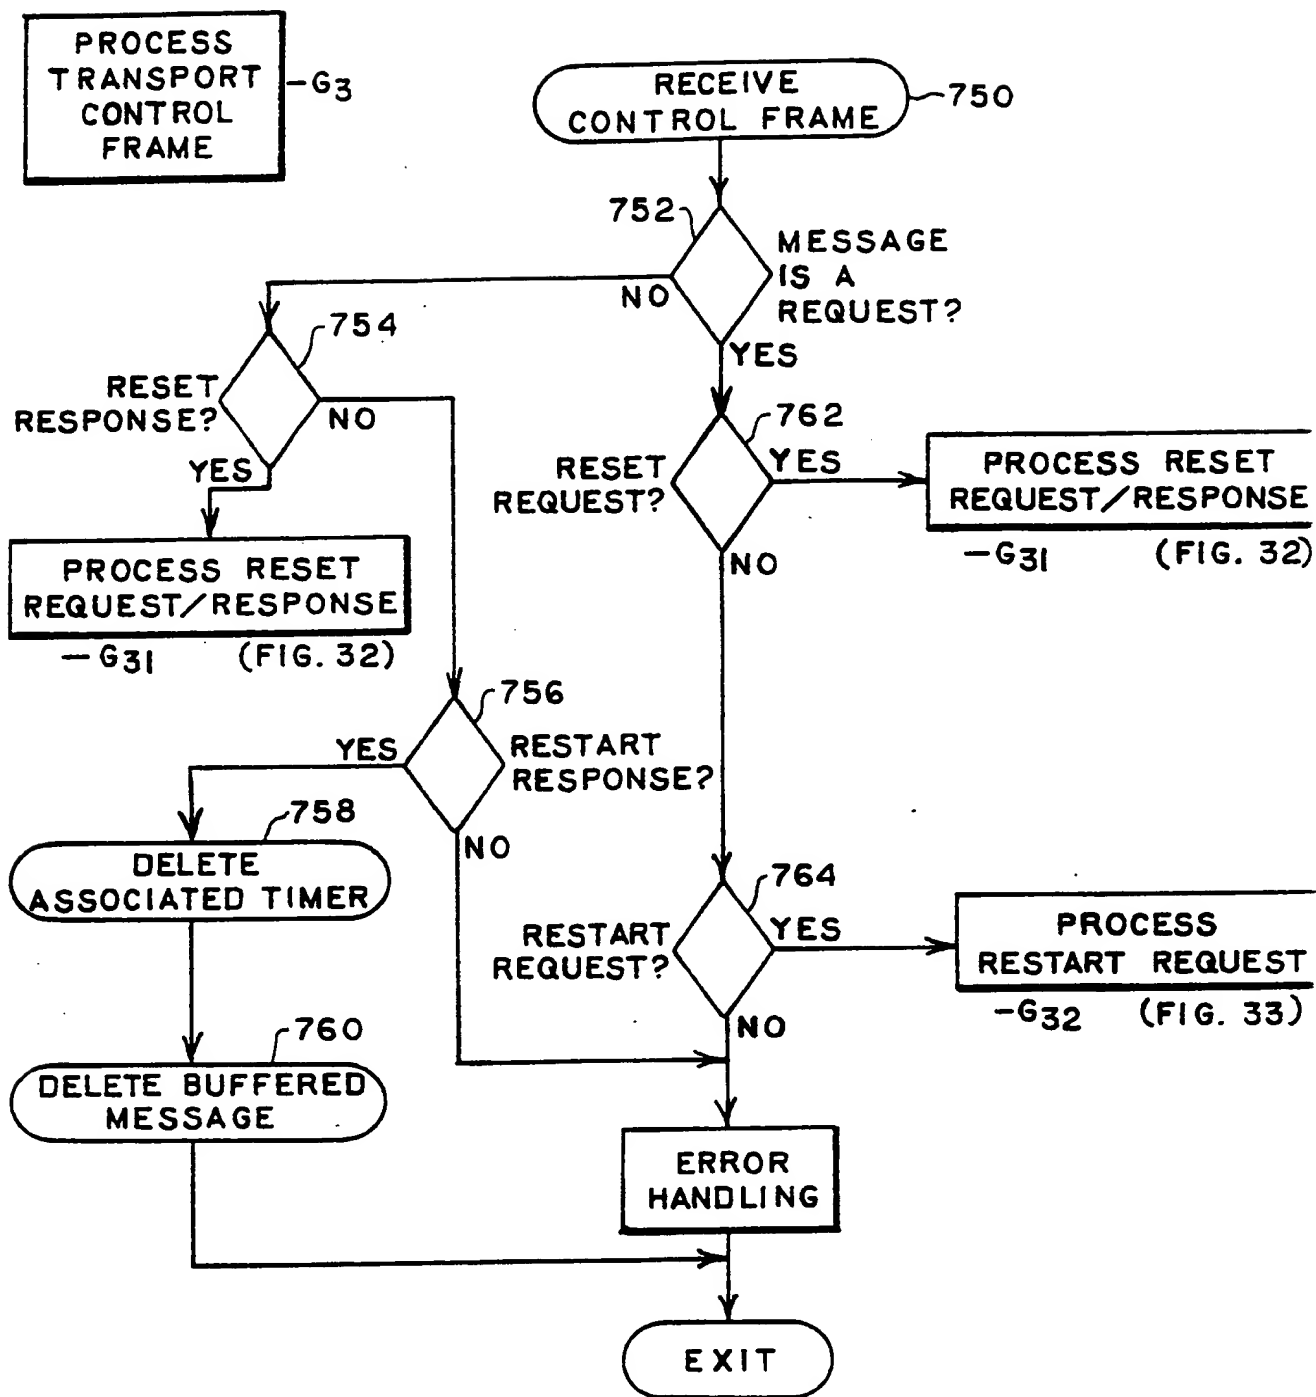 PROCESS
TRANSPORT
CONTROL
FRAME
-G3
RECEIVE
CONTROL FRAME
750
752
MESSAGE
IS A
REQUEST?
NO
YES
754
RESET
RESPONSE?
NO
YES
762
RESET
REQUEST?
YES
NO
PROCESS RESET
REQUEST/RESPONSE
-G31 (FIG. 32)
PROCESS RESET
REQUEST/RESPONSE
-G31 (FIG. 32)
756
YES
RESTART
RESPONSE?
NO
758
DELETE
ASSOCIATED TIMER
764
RESTART
REQUEST?
YES
NO
PROCESS
RESTART REQUEST
-G32 (FIG. 33)
760
DELETE BUFFERED
MESSAGE
ERROR
HANDLING
EXIT